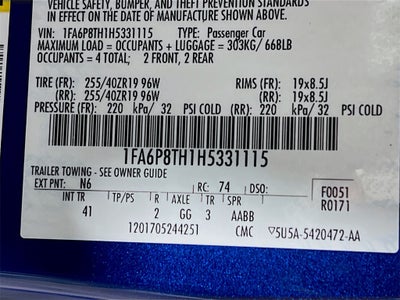 VEHICLE SAFETY, BUMPER, AND THEFT PREVENTION STANDARDS
IN EFFECT ON THE DATE OF MANUFACTURE SHOWN ABOVE.
VIN: 1FA6P8TH1H5331115 TYPE: Passenger Car
MAXIMUM LOAD = OCCUPANTS + LUGGAGE = 303KG/ 668LB
OCCUPANTS = 4 TOTAL; 2 FRONT, 2 REAR
TIRE (FR): 255/40ZR19 96W RIMS (FR): 19x8.5J
(RR): 255/40ZR19 96W (RR): 19x8.5J
PRESSURE (FR): 220 kPa/ 32 PSI COLD (RR): 220 kPa/ 32 PSI COLD
1FA6P8TH1H5331115
TRAILER TOWING - SEE OWNER GUIDE
EXT PNT: N6 RC: 74 DSO: F0051
INT TR TP/PS R AXLE TR SPR R0171
41 2 GG 3 AABB
1201705244251 CMC ▽5U5A-5420472-AA